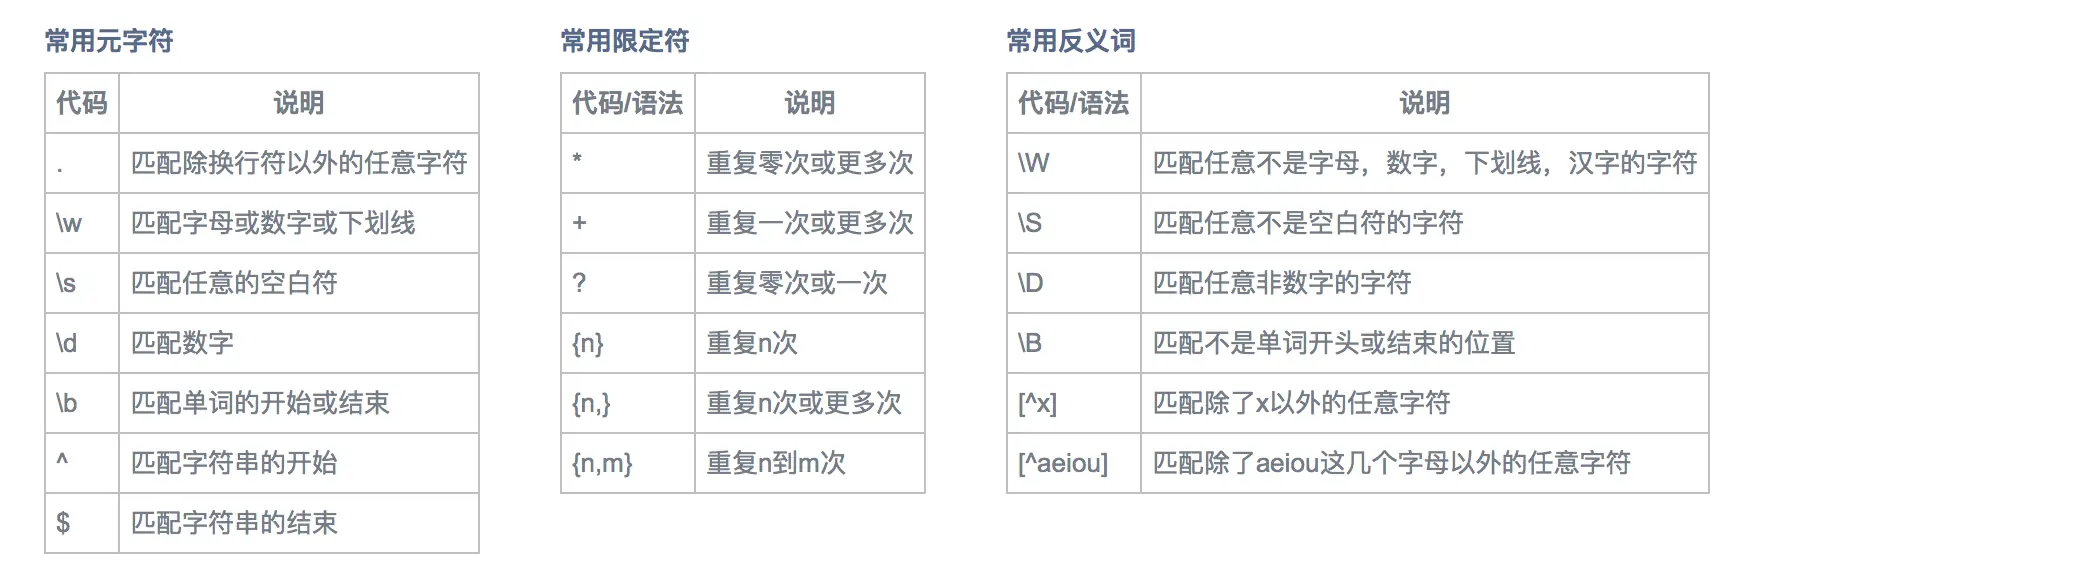 常用元字符
代码 说明
. 匹配除换行符以外的任意字符
\w 匹配字母或数字或下划线
\s 匹配任意的空白符
\d 匹配数字
\b 匹配单词的开始或结束
^ 匹配字符串的开始
$ 匹配字符串的结束
常用限定符
代码/语法 说明
* 重复零次或更多次
+ 重复一次或更多次
? 重复零次或一次
{n} 重复n次
{n,} 重复n次或更多次
{n,m} 重复n到m次
常用反义词
代码/语法 说明
\W 匹配任意不是字母，数字，下划线，汉字的字符
\S 匹配任意不是空白符的字符
\D 匹配任意非数字的字符
\B 匹配不是单词开头或结束的位置
[^x] 匹配除了x以外的任意字符
[^aeiou] 匹配除了aeiou这几个字母以外的任意字符